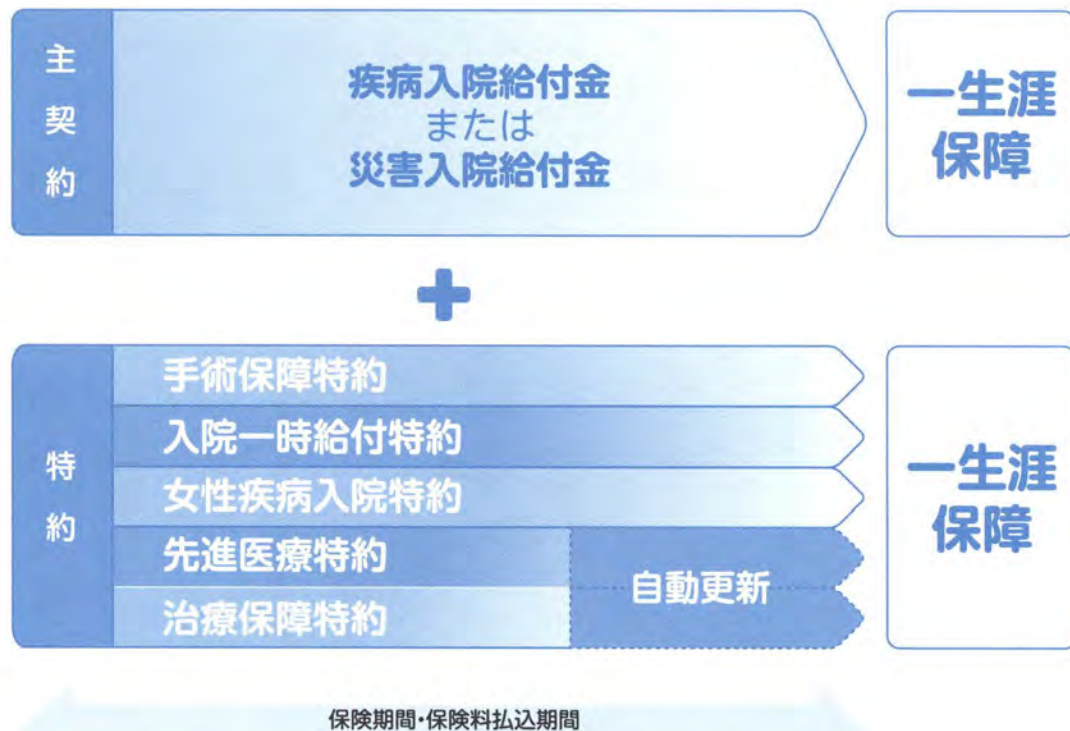 主契約
疾病入院給付金
または
災害入院給付金
一生涯
保障
特約
手術保障特約
入院一時給付特約
女性疾病入院特約
先進医療特約
治療保障特約
自動更新
一生涯
保障
保険期間・保険料払込期間